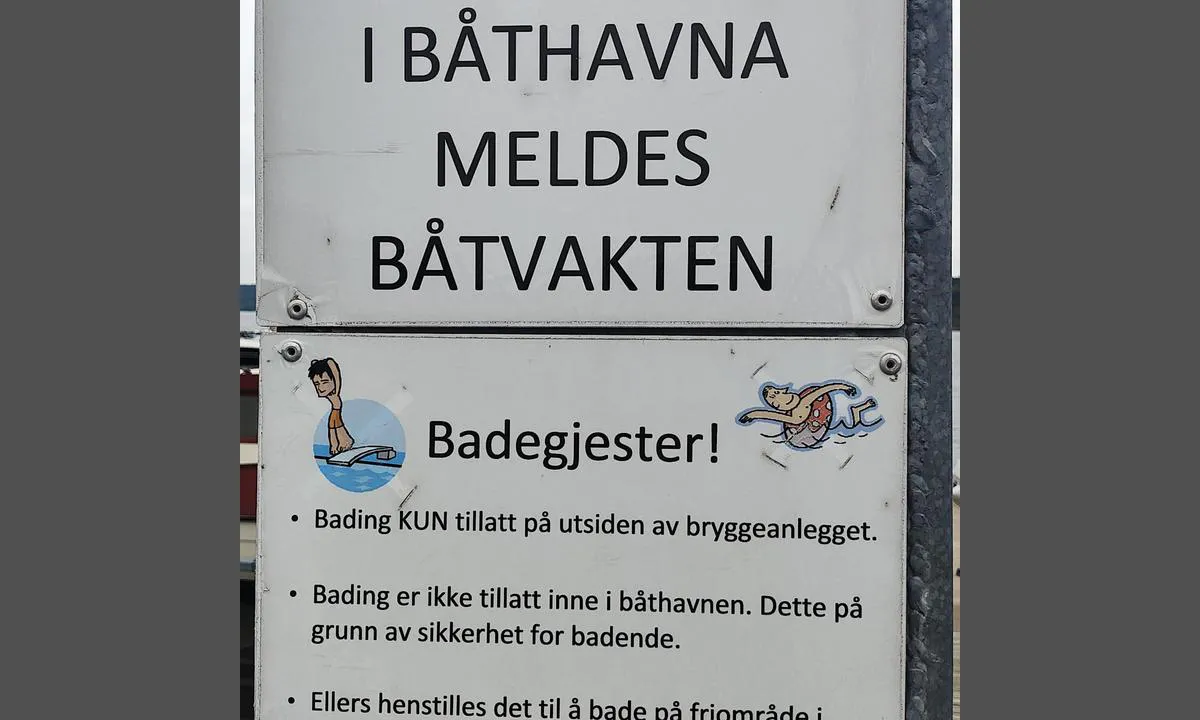 I BÅTHAVNA
MELDES
BÅTVAKTEN
Badegjester!
• Bading KUN tillatt på utsiden av bryggeanlegget.
• Bading er ikke tillatt inne i båthavnen. Dette på
grunn av sikkerhet for badende.
• Ellers henstilles det til å bade på friområde i